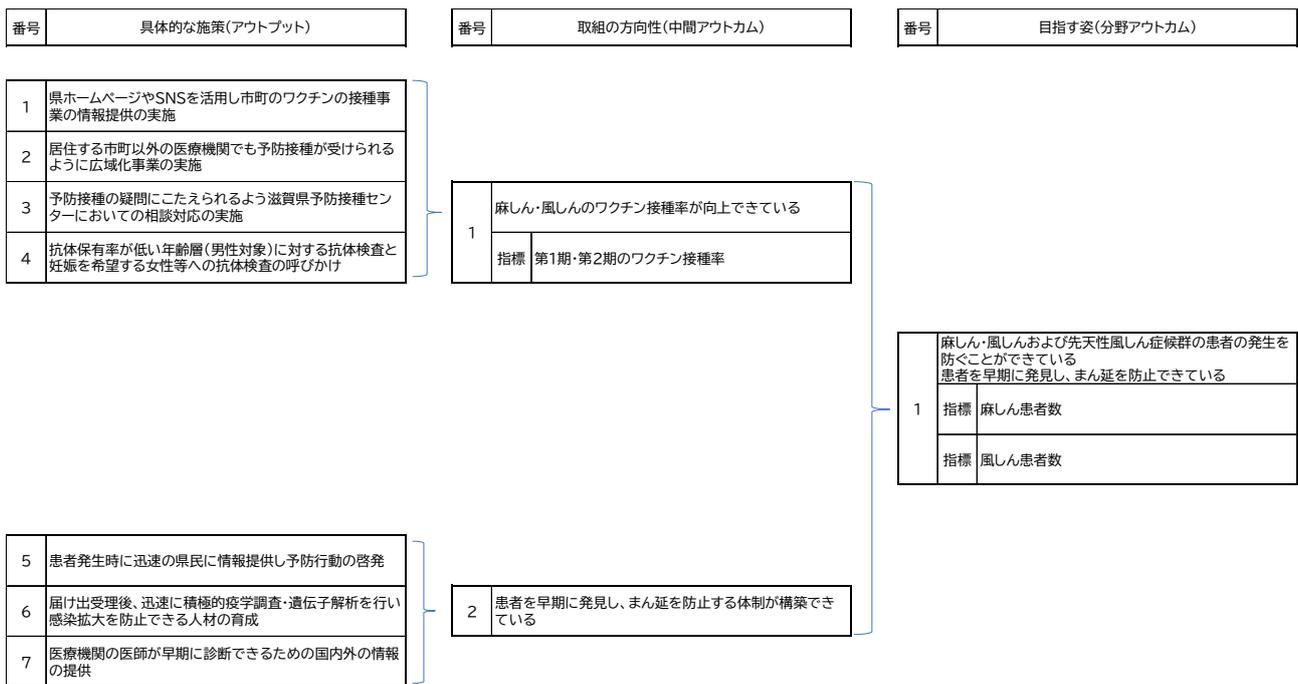 番号
具体的な施策(アウトプット)
番号
取組の方向性(中間アウトカム)
番号
目指す姿(分野アウトカム)
1
県ホームページやSNSを活用し市町のワクチンの接種事
業の情報提供の実施
2
居住する市町以外の医療機関でも予防接種が受けられる
ように広域化事業の実施
3
予防接種の疑問にこたえられるよう滋賀県予防接種セン
ターにおいての相談対応の実施
4
抗体保有率が低い年齢層(男性対象)に対する抗体検査と
妊娠を希望する女性等への抗体検査の呼びかけ
1
麻しん・風しんのワクチン接種率が向上できている
指標
第1期・第2期のワクチン接種率
1
麻しん・風しんおよび先天性風しん症候群の患者の発生を
防ぐことができている
患者を早期に発見し、まん延を防止できている
指標
麻しん患者数
指標
風しん患者数
5
患者発生時に迅速の県民に情報提供し予防行動の啓発
6
届け出受理後、迅速に積極的疫学調査・遺伝子解析を行い
感染拡大を防止できる人材の育成
7
医療機関の医師が早期に診断できるための国内外の情報
の提供
2
患者を早期に発見し、まん延を防止する体制が構築でき
ている